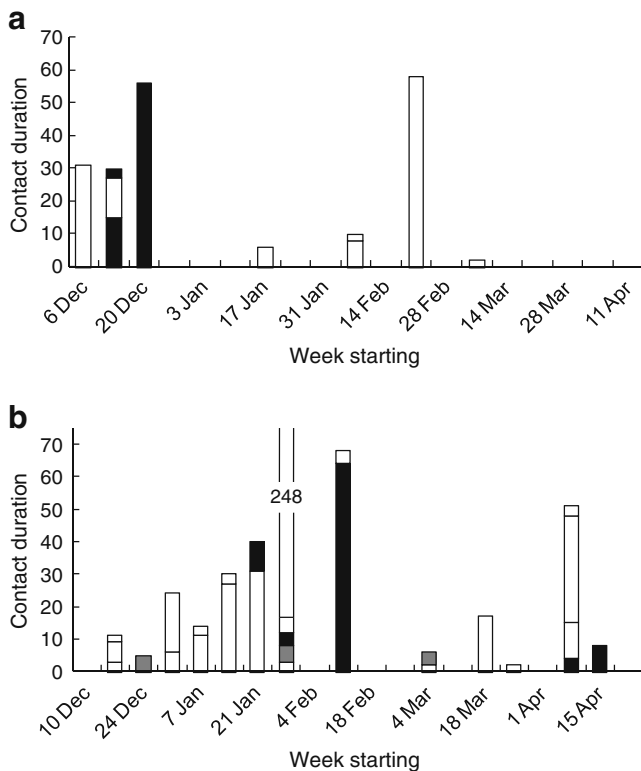 a
Contact duration
70
60
50
40
30
20
10
0
6 Dec
20 Dec
3 Jan
17 Jan
31 Jan
14 Feb
28 Feb
14 Mar
28 Mar
11 Apr
Week starting
b
Contact duration
70
60
50
40
30
20
10
0
248
10 Dec
24 Dec
7 Jan
21 Jan
4 Feb
18 Feb
4 Mar
18 Mar
1 Apr
15 Apr
Week starting